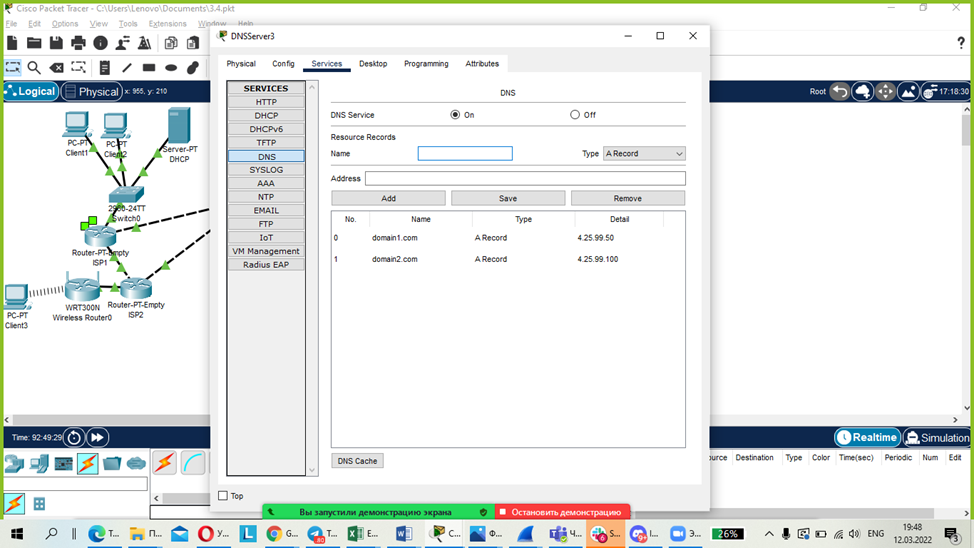 Cisco Packet Tracer - C:\Users\Lenovo\Documents\3.4.pkt
File Edit Options View Tools Extensions Window Help
DNSServer3
Physical Config Services Desktop Programming Attributes
Logical Physical x: 955, y: 210
Root 17:18:30
SERVICES
HTTP
DHCP
DHCPv6
TFTP
DNS
SYSLOG
AAA
NTP
EMAIL
FTP
IoT
VM Management
Radius EAP
DNS
DNS Service On Off
Resource Records
Name Type A Record
Address
Add Save Remove
No. Name Type Detail
0 domain1.com A Record 4.25.99.50
1 domain2.com A Record 4.25.99.100
DNS Cache
Top
PC-PT
Client1
PC-PT
Client2
Server-PT
DHCP
2960-24TT
Switch0
Router-PT-Empty
ISP1
PC-PT
Client3
WRT300N
Wireless Router0
Router-PT-Empty
ISP2
Time: 92:49:29
Realtime Simulation
Destination Type Color Time(sec) Periodic Num Edit
Вы запустили демонстрацию экрана Остановить демонстрацию
T... П... О У... L G... Т... E... W Ф... Ч... S... I... З... 26% ENG
19:48
12.03.2022
3